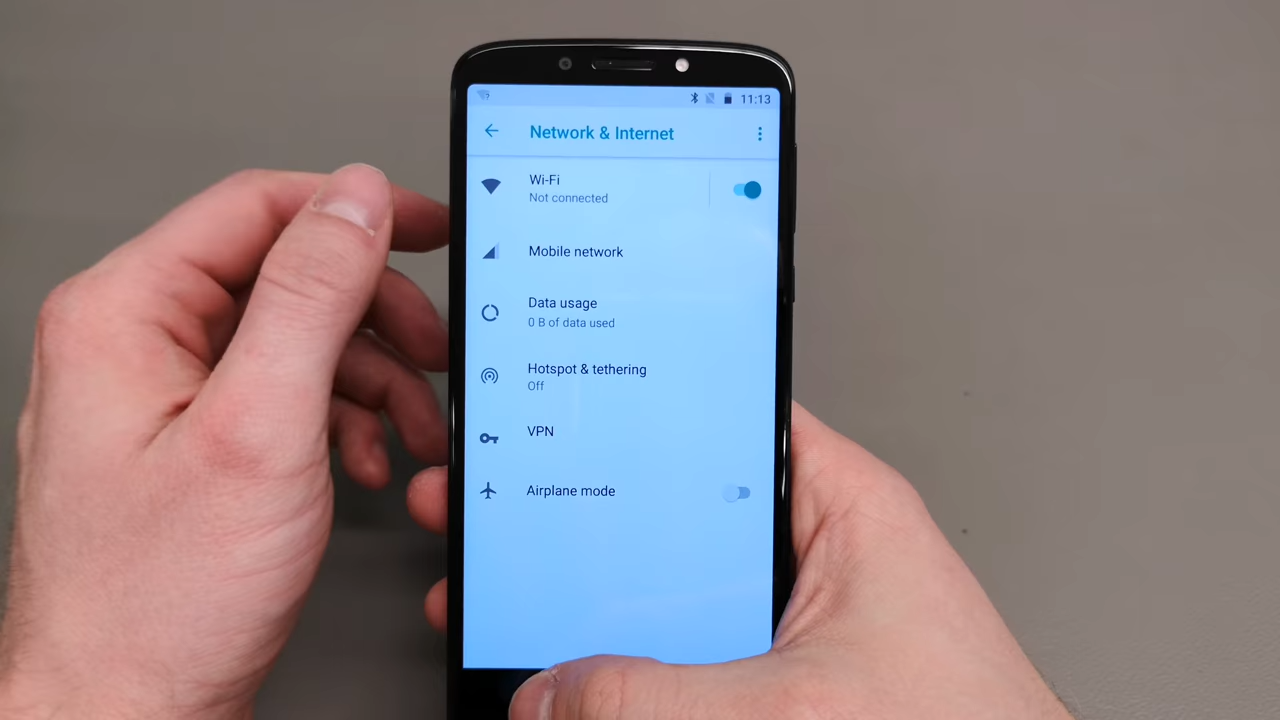 11:13
Network & Internet
Wi-Fi
Not connected
Mobile network
Data usage
0 B of data used
Hotspot & tethering
Off
VPN
Airplane mode